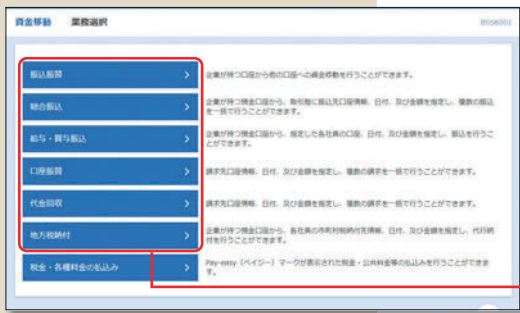 資金移動 業務選択
BSSK001
振込振替
企業が持つ口座から他の口座への資金移動を行うことができます。
総合振込
企業が持つ預金口座から、取引毎に振込先口座情報、日付、及び金額を指定し、複数の振込
を一括で行うことができます。
給与・賞与振込
企業が持つ預金口座から、指定した各社員の口座、日付、及び金額を指定し、振込を行うこ
とができます。
口座振替
請求先口座情報、日付、及び金額を指定し、複数の請求を一括で行うことができます。
代金回収
請求先口座情報、日付、及び金額を指定し、複数の請求を一括で行うことができます。
地方税納付
企業が持つ預金口座から、各社員の市町村税納付先情報、日付、及び金額を指定し、代行納
付を行うことができます。
税金・各種料金の払込み
Pay-easy（ペイジー）マークが表示された税金・公共料金等の払込みを行うことができま
す。